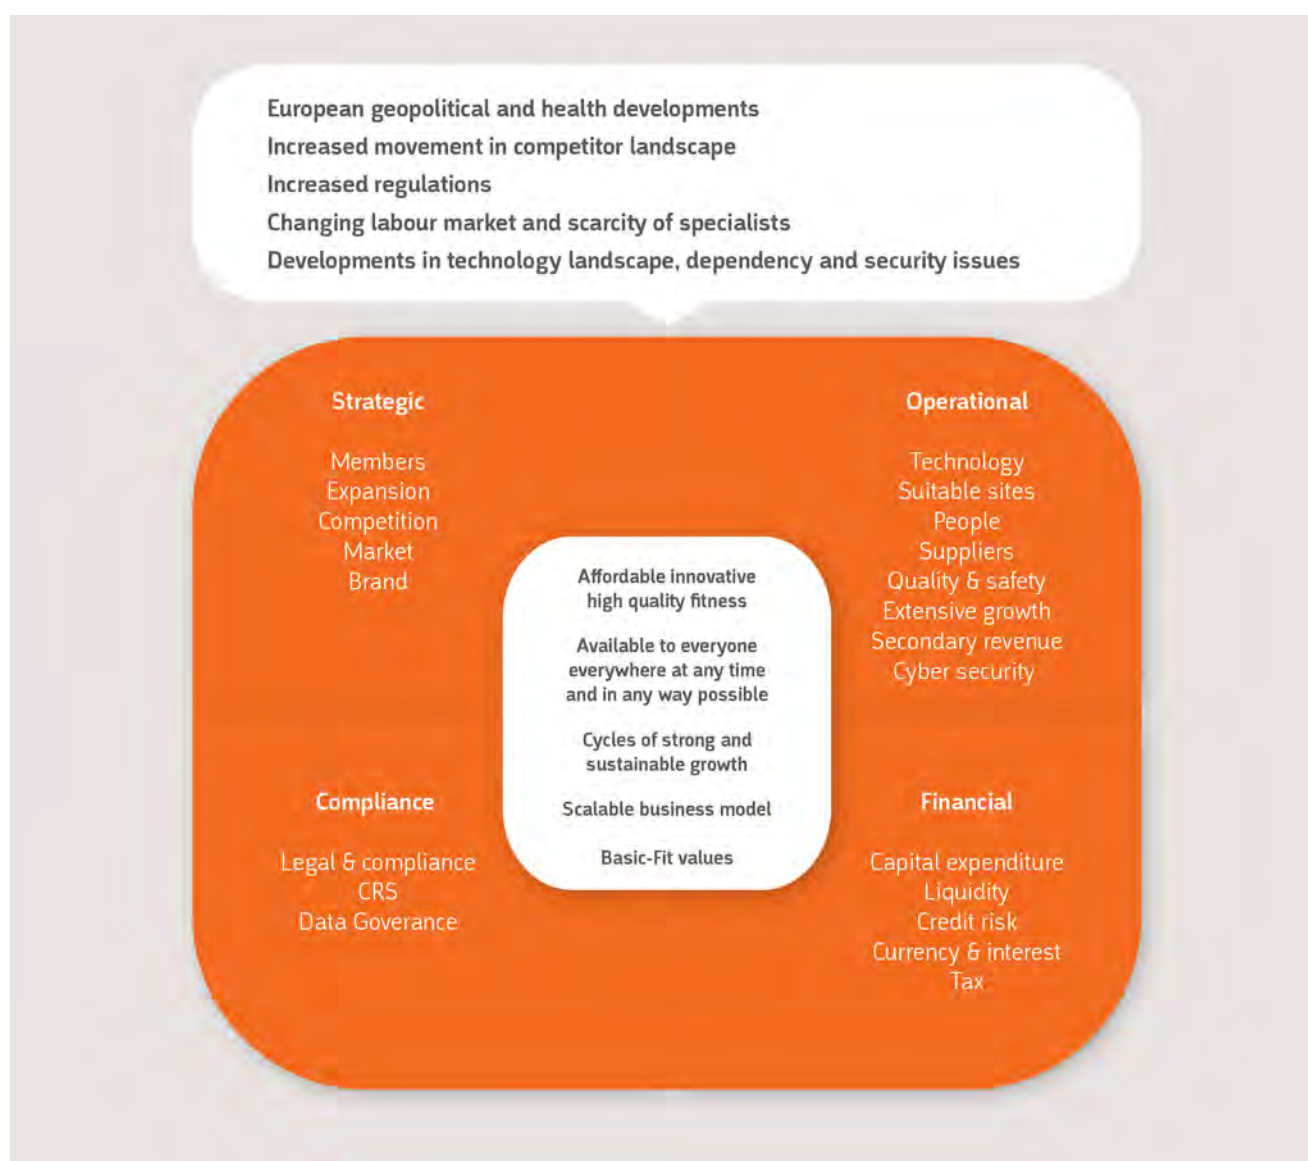 European geopolitical and health developments
Increased movement in competitor landscape
Increased regulations
Changing labour market and scarcity of specialists
Developments in technology landscape, dependency and security issues
Strategic
Members
Expansion
Competition
Market
Brand
Operational
Technology
Suitable sites
People
Suppliers
Quality & safety
Extensive growth
Secondary revenue
Cyber security
Affordable innovative
high quality fitness
Available to everyone
everywhere at any time
and in any way possible
Cycles of strong and
sustainable growth
Scalable business model
Basic-Fit values
Compliance
Legal & compliance
CRS
Data Goverance
Financial
Capital expenditure
Liquidity
Credit risk
Currency & interest
Tax